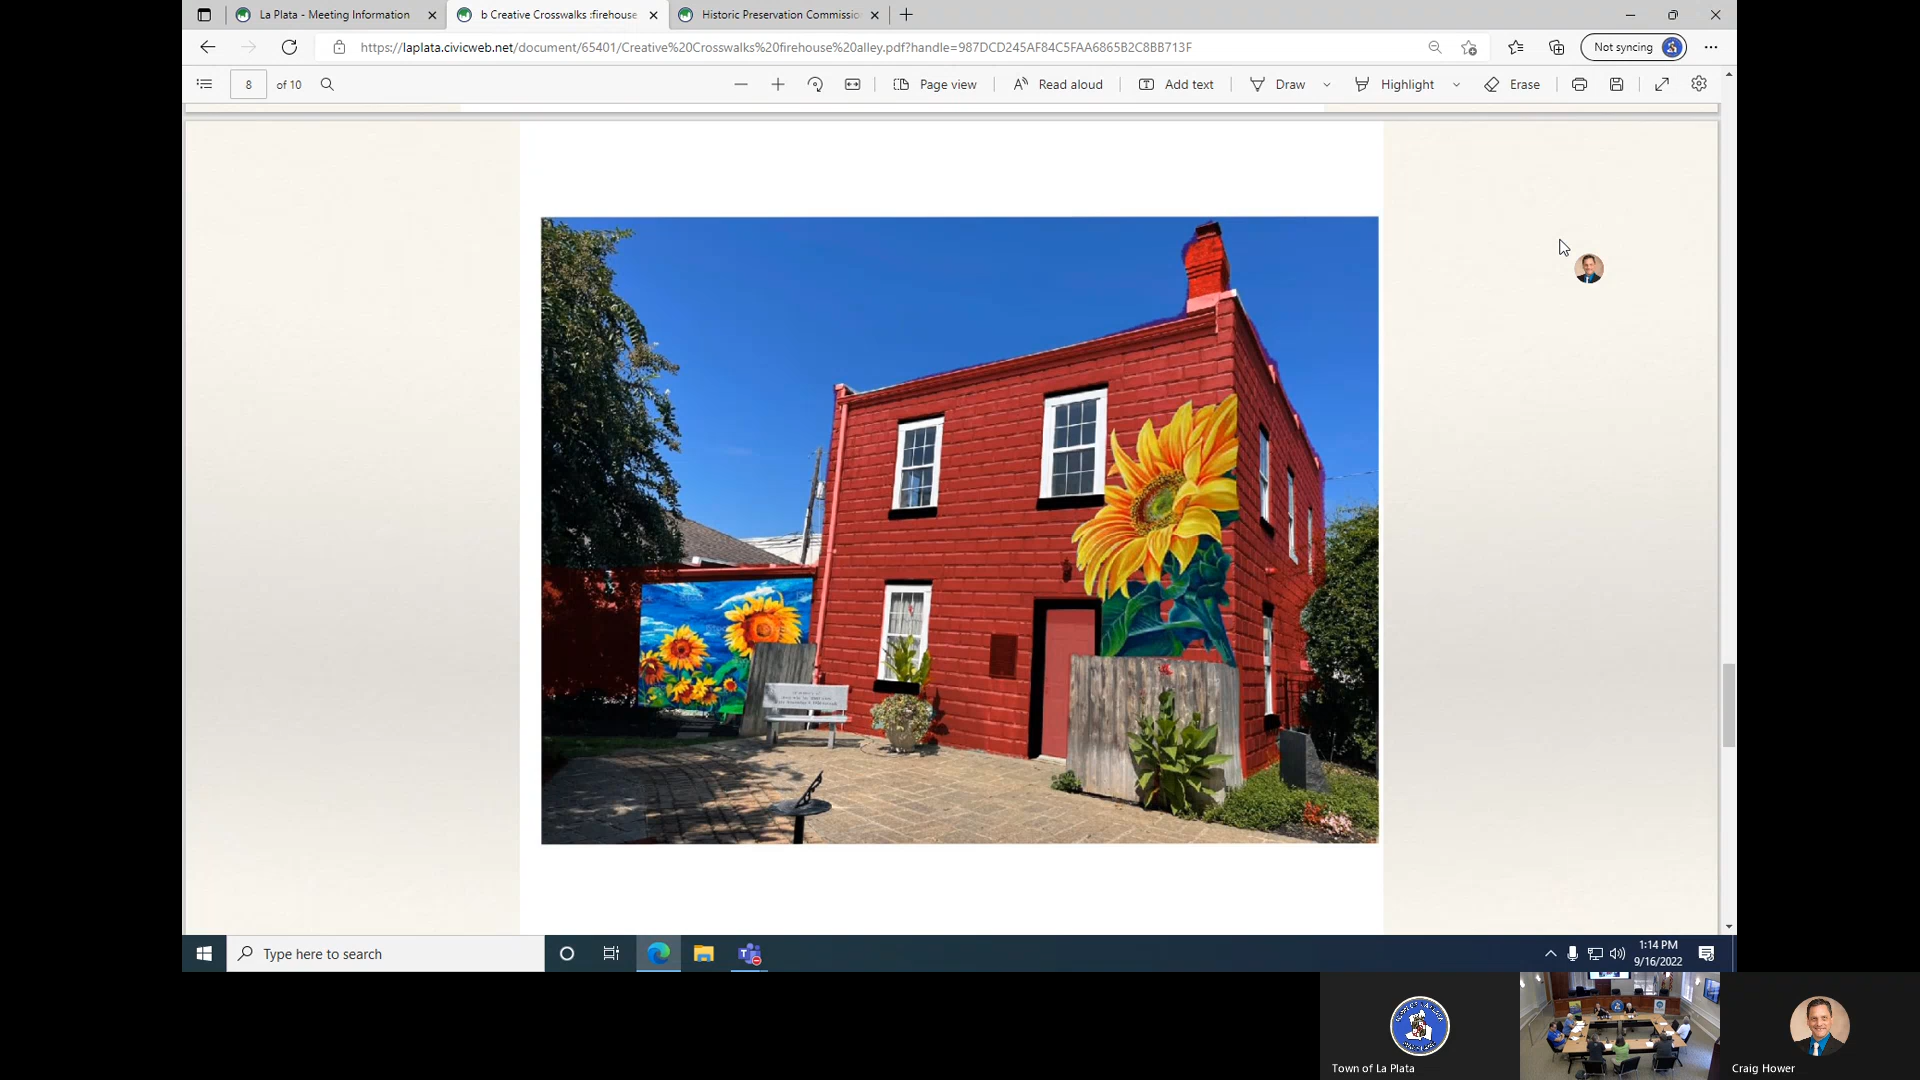 La Plata - Meeting Information
b Creative Crosswalks :firehouse
Historic Preservation Commissio
https://laplata.civicweb.net/document/65401/Creative%20Crosswalks%20firehouse%20alley.pdf?handle=987DCD245AF84C5FAA6865B2C8BB713F
Not syncing
8 of 10
Page view
Read aloud
Add text
Draw
Highlight
Erase
Type here to search
1:14 PM
9/16/2022
Town of La Plata
Craig Hower